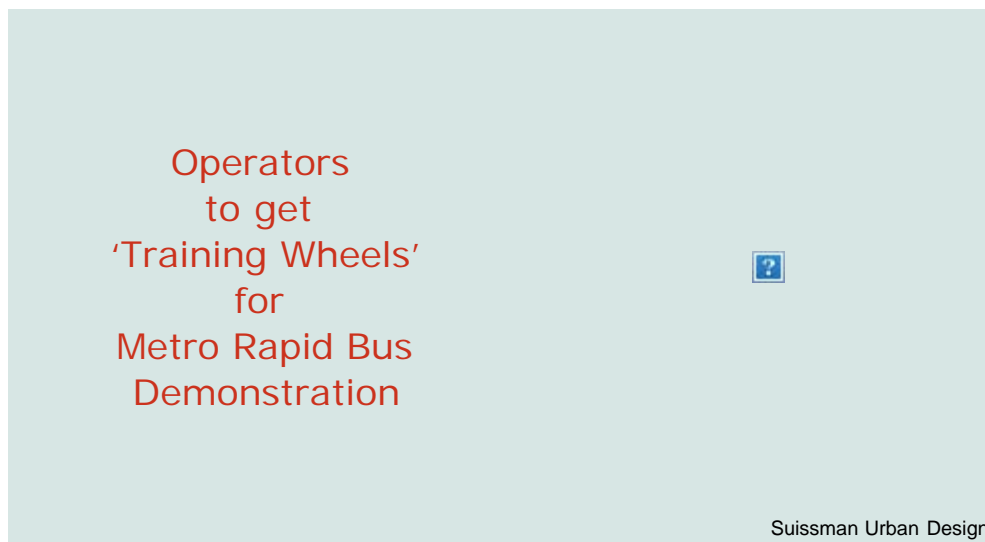 Operators
to get
‘Training Wheels’
for
Metro Rapid Bus
Demonstration
?
Suissman Urban Design